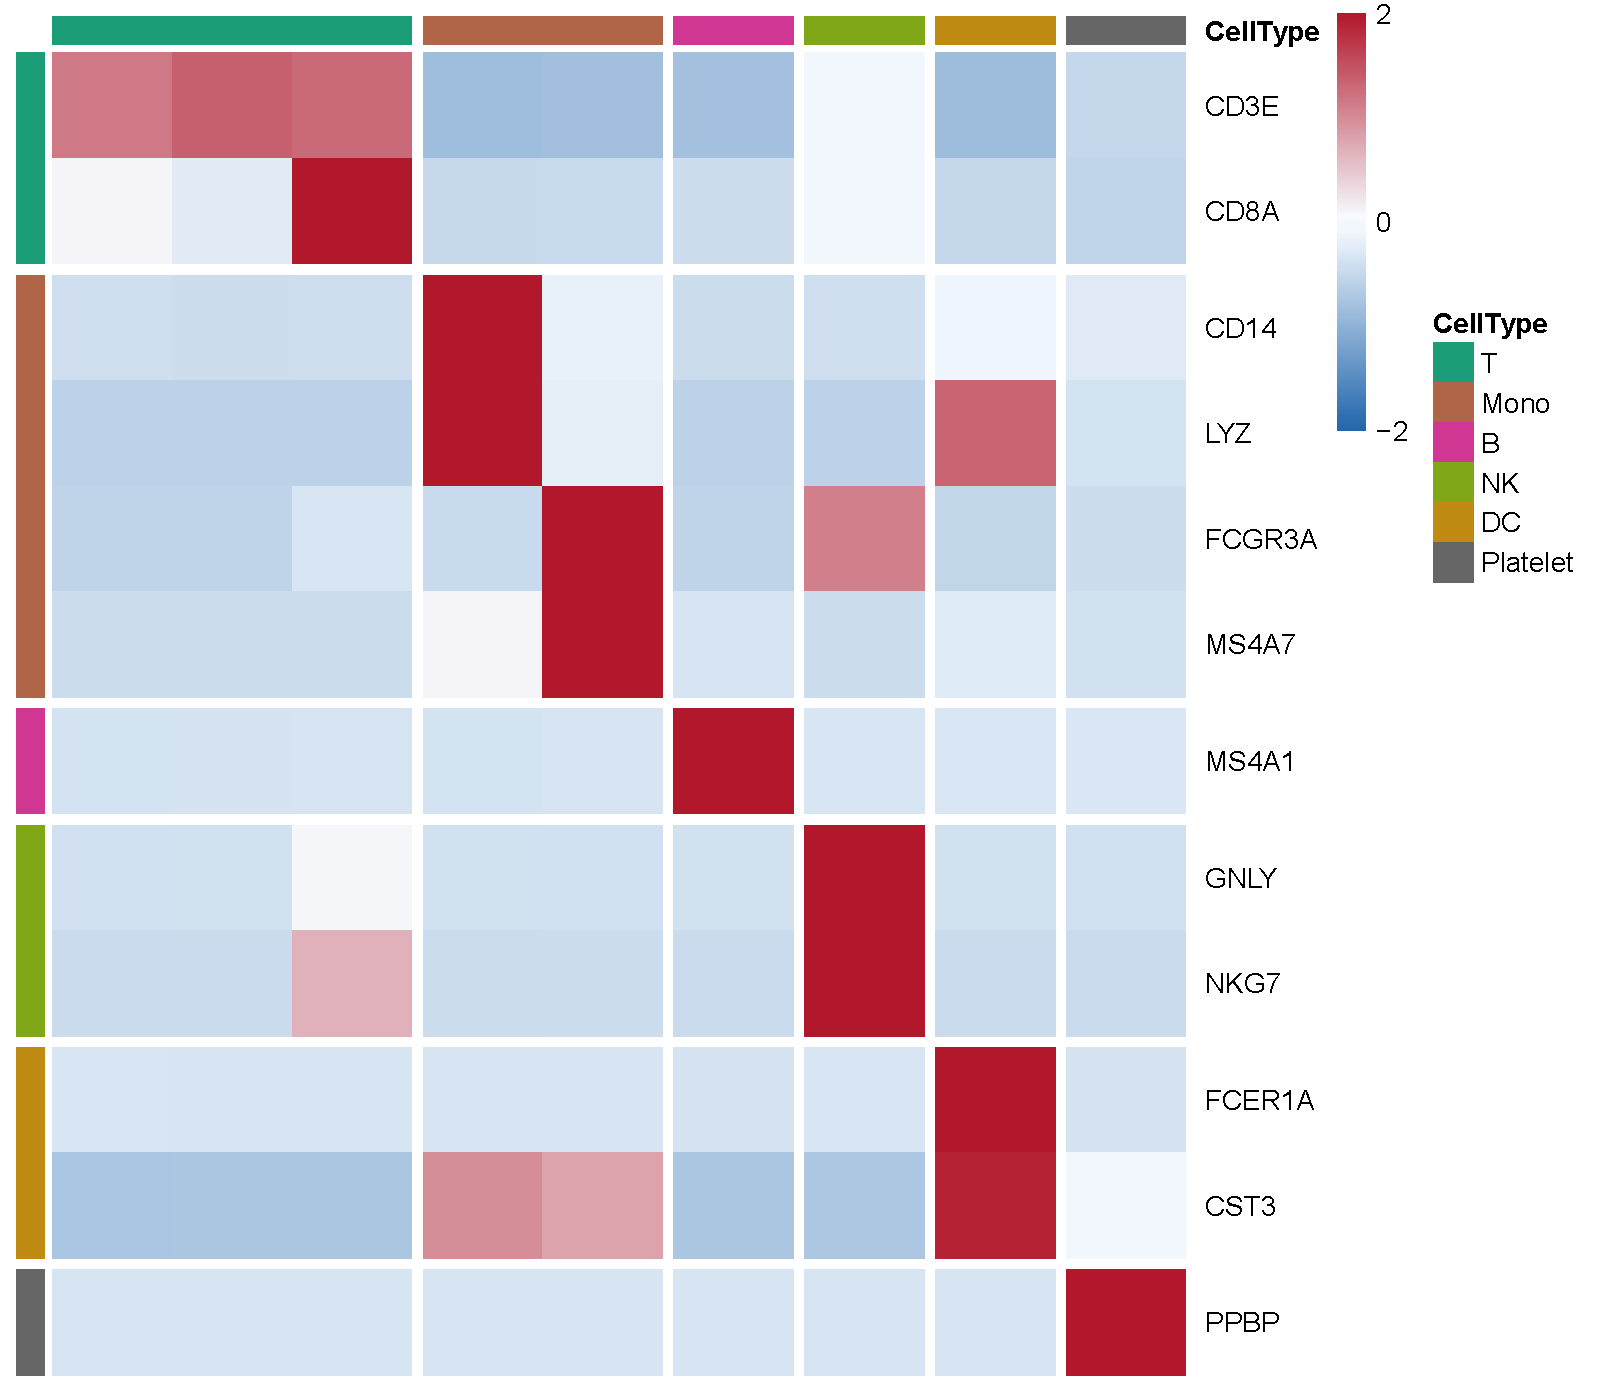 CellType
CD3E
CD8A
CD14
LYZ
FCGR3A
MS4A7
MS4A1
GNLY
NKG7
FCER1A
CST3
PPBP
2
0
−2
CellType
T
Mono
B
NK
DC
Platelet